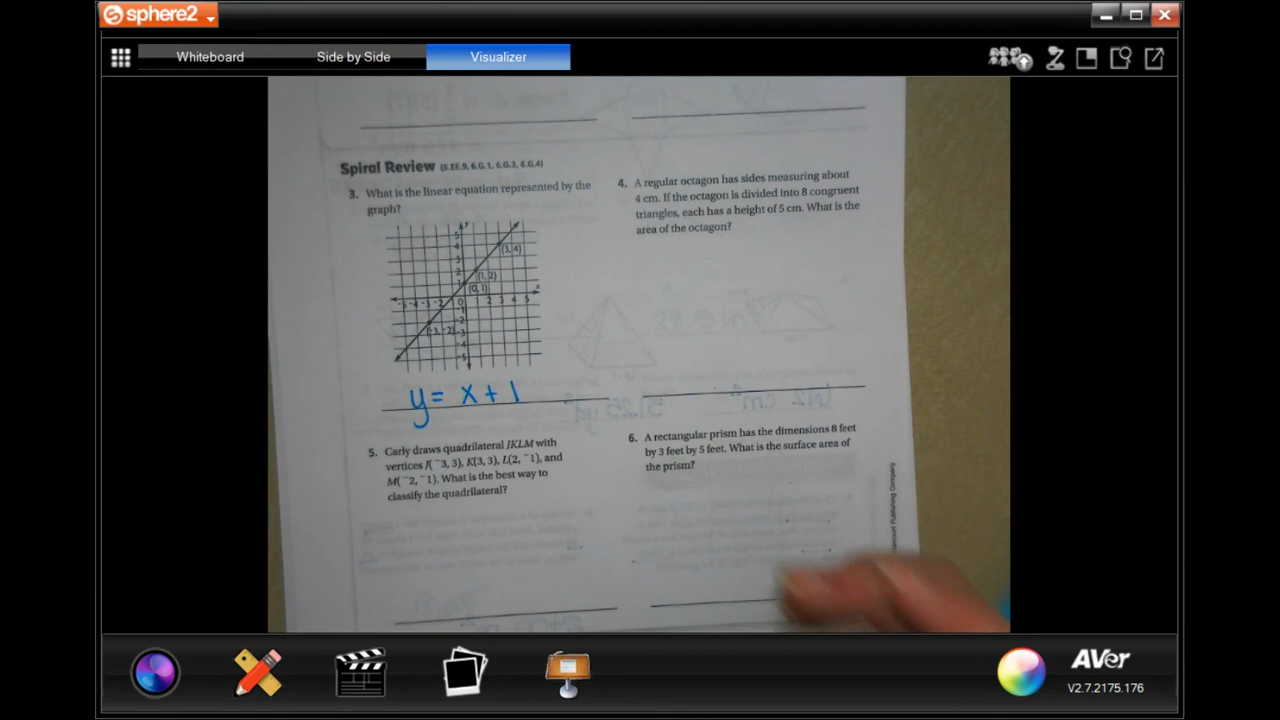 sphere2
Whiteboard
Side by Side
Visualizer
Spiral Review (6.EE.9, 6.G.1, 6.G.3, 6.G.4)
3. What is the linear equation represented by the
graph?
y
(3, 4)
(1, 2)
(0, 1)
x
(-3, -2)
y = x + 1
4. A regular octagon has sides measuring about
4 cm. If the octagon is divided into 8 congruent
triangles, each has a height of 5 cm. What is the
area of the octagon?
5. Carly draws quadrilateral JKLM with
vertices J(⁻3, 3), K(3, 3), L(2, ⁻1), and
M(⁻2, ⁻1). What is the best way to
classify the quadrilateral?
6. A rectangular prism has the dimensions 8 feet
by 3 feet by 5 feet. What is the surface area of
the prism?
Publishing Company
AVer
V2.7.2175.176